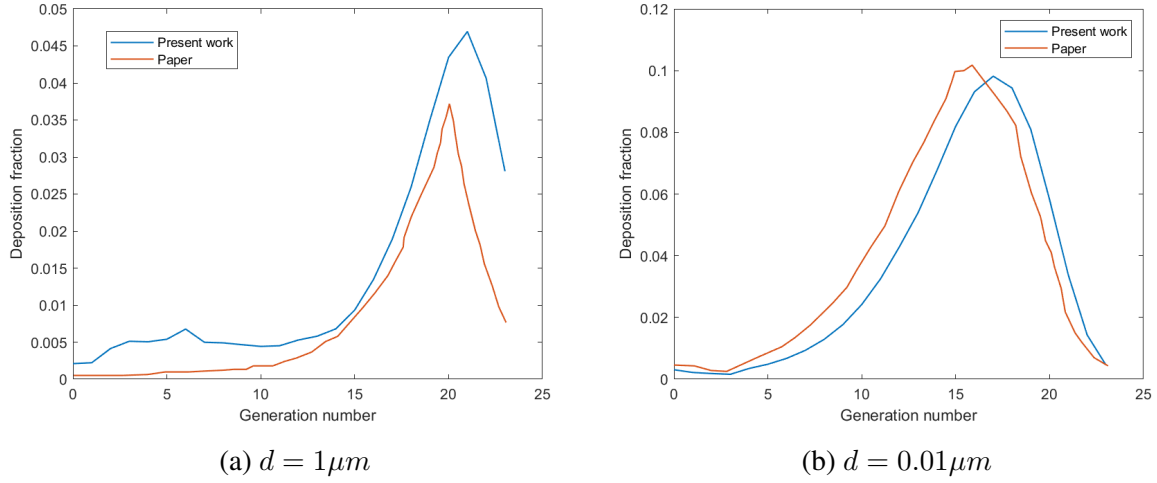 0.05
0.045
0.04
0.035
0.03
0.025
0.02
0.015
0.01
0.005
0
Deposition fraction
Present work
Paper
0 5 10 15 20 25
Generation number
(a) d = 1μm
0.12
0.1
0.08
0.06
0.04
0.02
0
Deposition fraction
Present work
Paper
0 5 10 15 20 25
Generation number
(b) d = 0.01μm